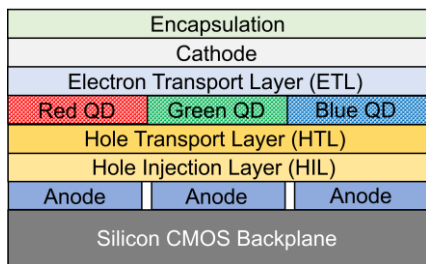 Encapsulation
Cathode
Electron Transport Layer (ETL)
Red QD Green QD Blue QD
Hole Transport Layer (HTL)
Hole Injection Layer (HIL)
Anode Anode Anode
Silicon CMOS Backplane